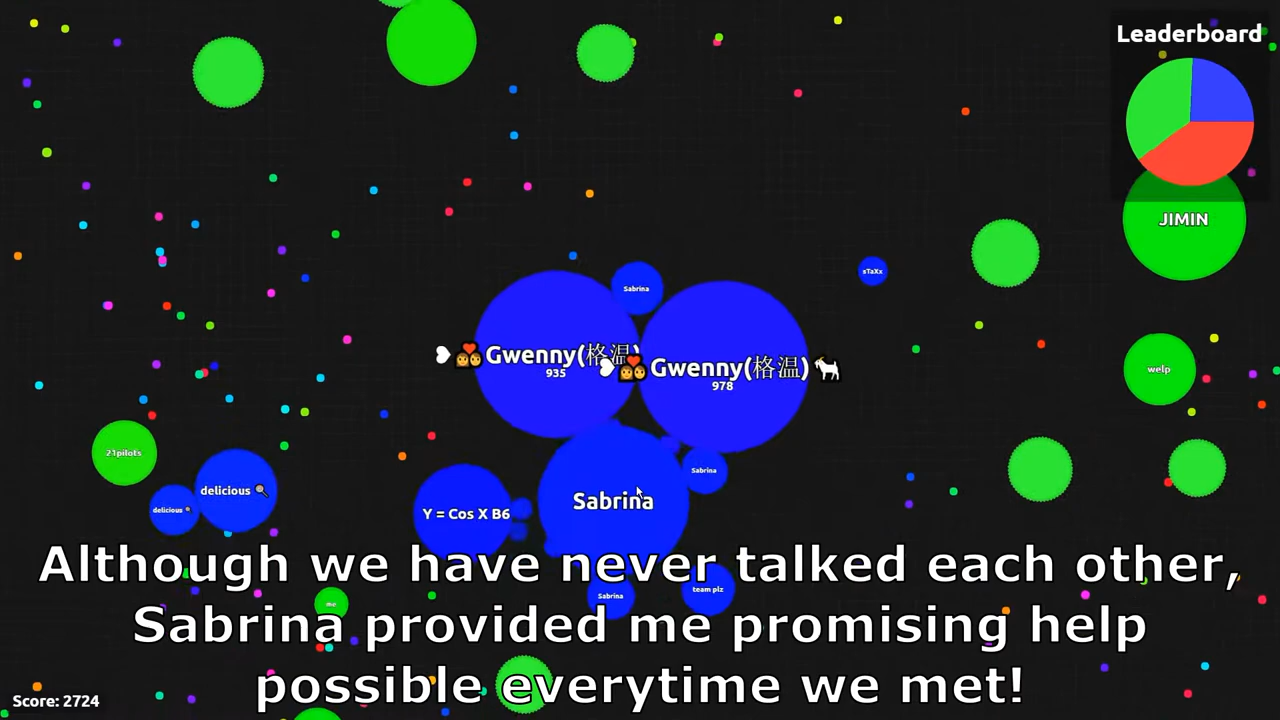 Leaderboard
JIMIN
sTaXx
Sabrina
❥👩‍❤️‍👩Gwenny(格温)
935
❥👩‍❤️‍👩Gwenny(格温)🐐
978
welp
21pilots
delicious 🔍
delicious 🔍
Sabrina
Sabrina
Y = Cos X B6
team plz
Sabrina
me
Although we have never talked each other,
Sabrina provided me promising help
possible everytime we met!
Score: 2724